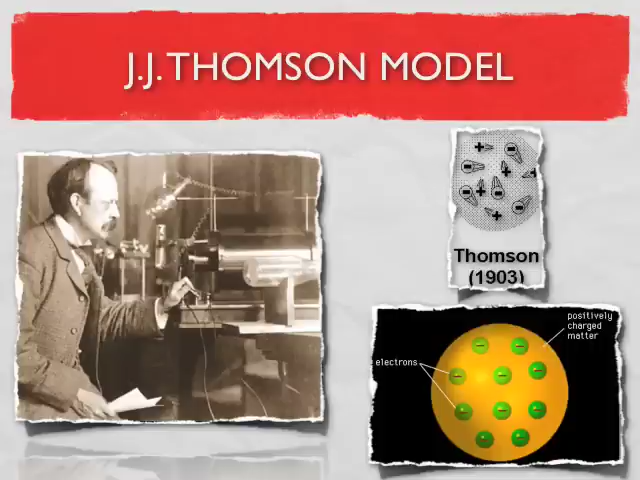 J.J. THOMSON MODEL
Thomson
(1903)
positively
charged
matter
electrons